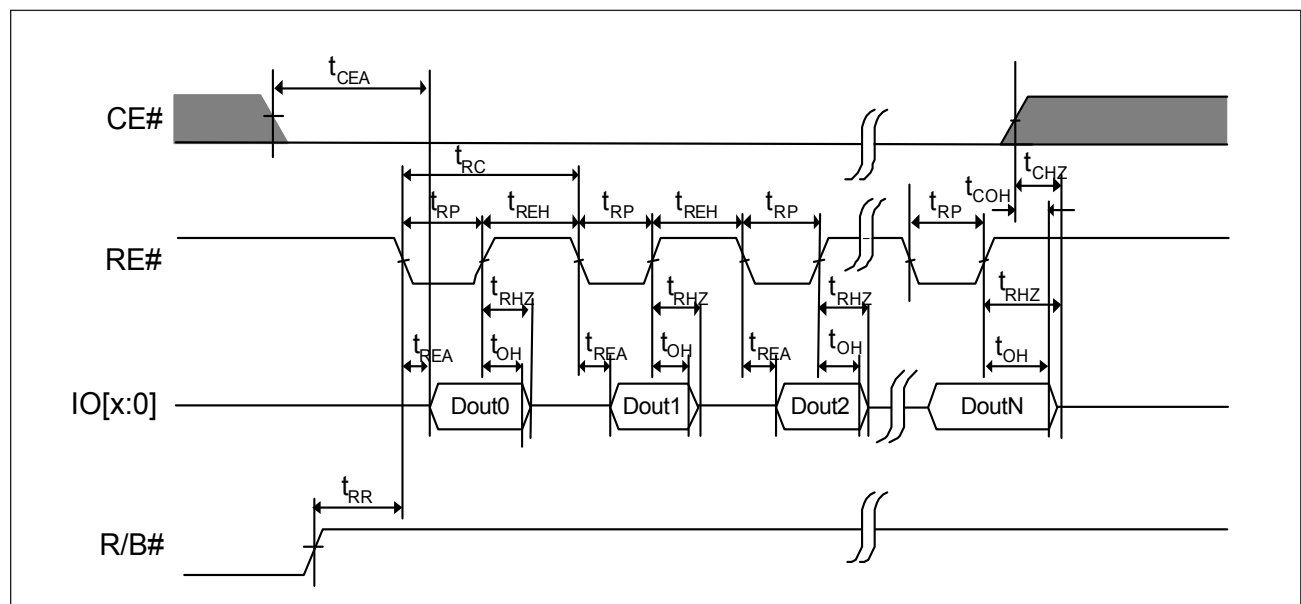 tCEA
CE#
tRC
tCHZ
tCOH
tRP tREH tRP tREH tRP tRP
RE#
tRHZ tRHZ tRHZ tRHZ
tREA tOH tREA tOH tREA tOH tOH
IO[x:0] Dout0 Dout1 Dout2 DoutN
tRR
R/B#